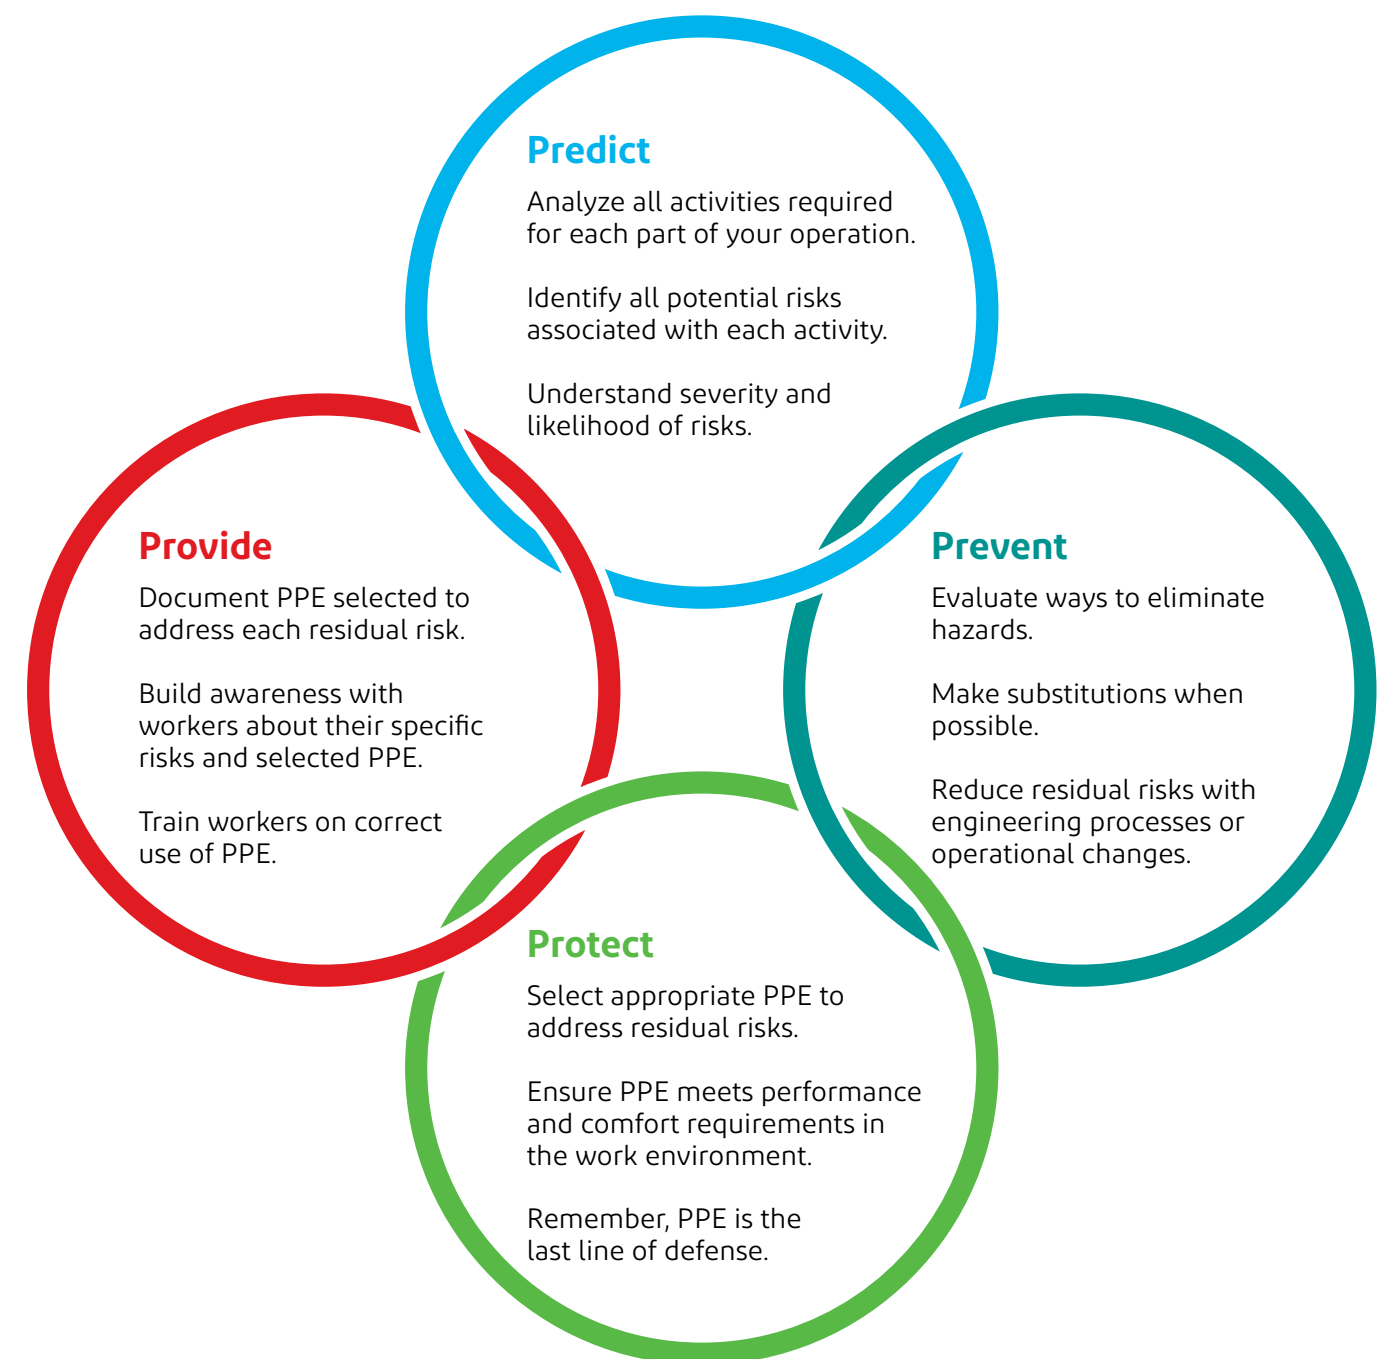 Predict
Analyze all activities required
for each part of your operation.
Identify all potential risks
associated with each activity.
Understand severity and
likelihood of risks.
Provide
Document PPE selected to
address each residual risk.
Build awareness with
workers about their specific
risks and selected PPE.
Train workers on correct
use of PPE.
Prevent
Evaluate ways to eliminate
hazards.
Make substitutions when
possible.
Reduce residual risks with
engineering processes or
operational changes.
Protect
Select appropriate PPE to
address residual risks.
Ensure PPE meets performance
and comfort requirements in
the work environment.
Remember, PPE is the
last line of defense.